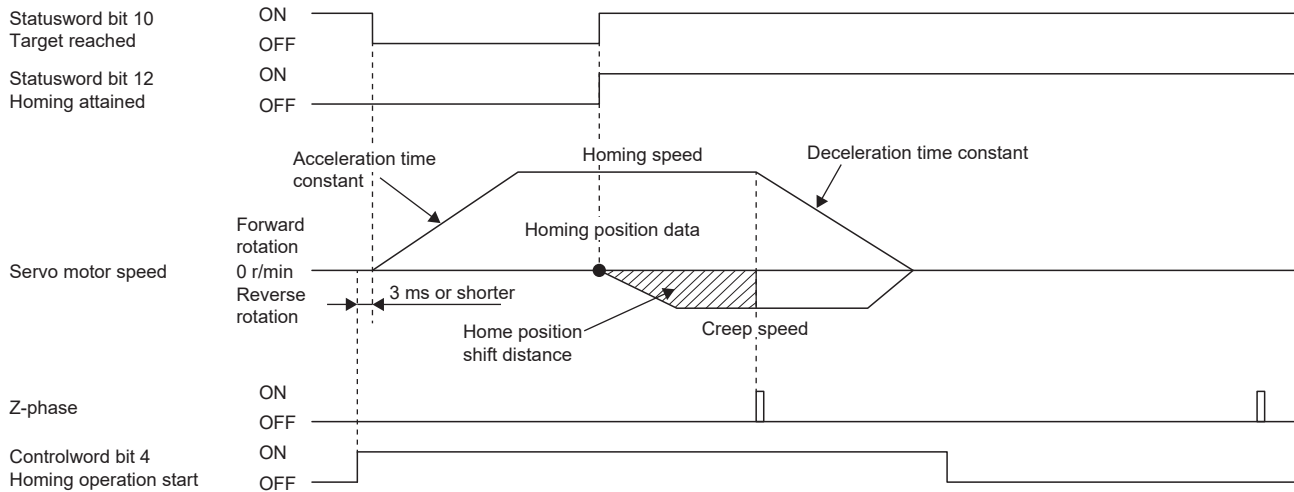 Statusword bit 10
Target reached
ON
OFF
Statusword bit 12
Homing attained
ON
OFF
Acceleration time
constant
Homing speed
Deceleration time constant
Homing position data
Servo motor speed
Forward
rotation
0 r/min
Reverse
rotation
3 ms or shorter
Home position
shift distance
Creep speed
Z-phase
ON
OFF
Controlword bit 4
Homing operation start
ON
OFF